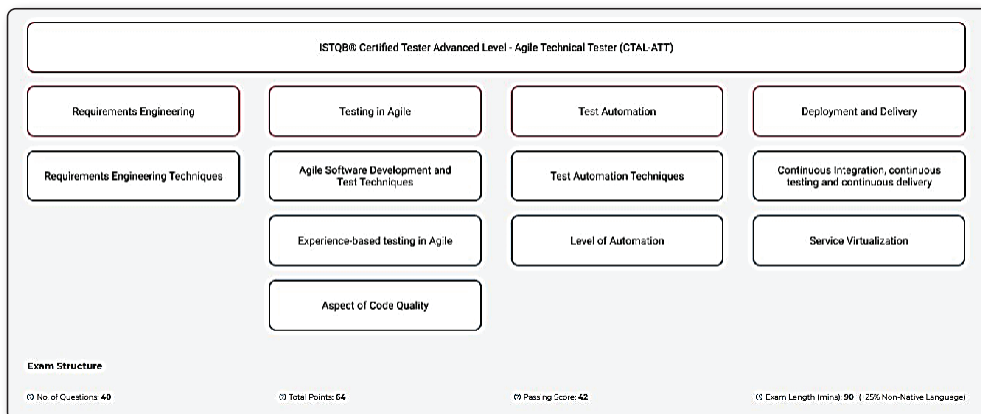 ISTQB® Certified Tester Advanced Level - Agile Technical Tester (CTAL-ATT)
Requirements Engineering
Testing in Agile
Test Automation
Deployment and Delivery
Requirements Engineering Techniques
Agile Software Development and
Test Techniques
Test Automation Techniques
Continuous Integration, continuous
testing and continuous delivery
Experience-based testing in Agile
Level of Automation
Service Virtualization
Aspect of Code Quality
Exam Structure
No. of Questions: 40
Total Points: 64
Passing Score: 42
Exam Length (mins): 90 (+25% Non-Native Language)